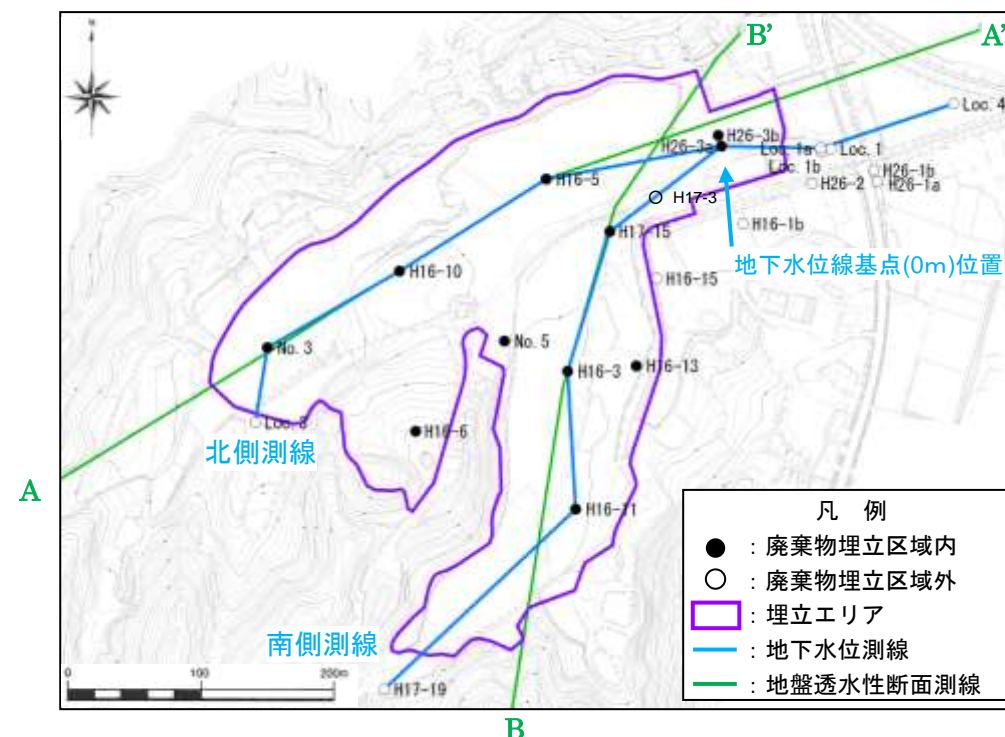 B'
A'
Loc. 4
H26-3b
H26-3a
Loc. 1a
Loc. 1
Loc. 1b
H26-1b
H26-2
H26-1a
H16-5
H17-3
H16-1b
H17-15
地下水位線基点(0m)位置
H16-10
H16-15
No. 3
No. 5
H16-3
H16-13
Loc. 3
H16-6
北側測線
A
H16-11
凡 例
：廃棄物埋立区域内
：廃棄物埋立区域外
：埋立エリア
：地下水位測線
：地盤透水性断面測線
南側測線
0 100 200m
H17-19
B